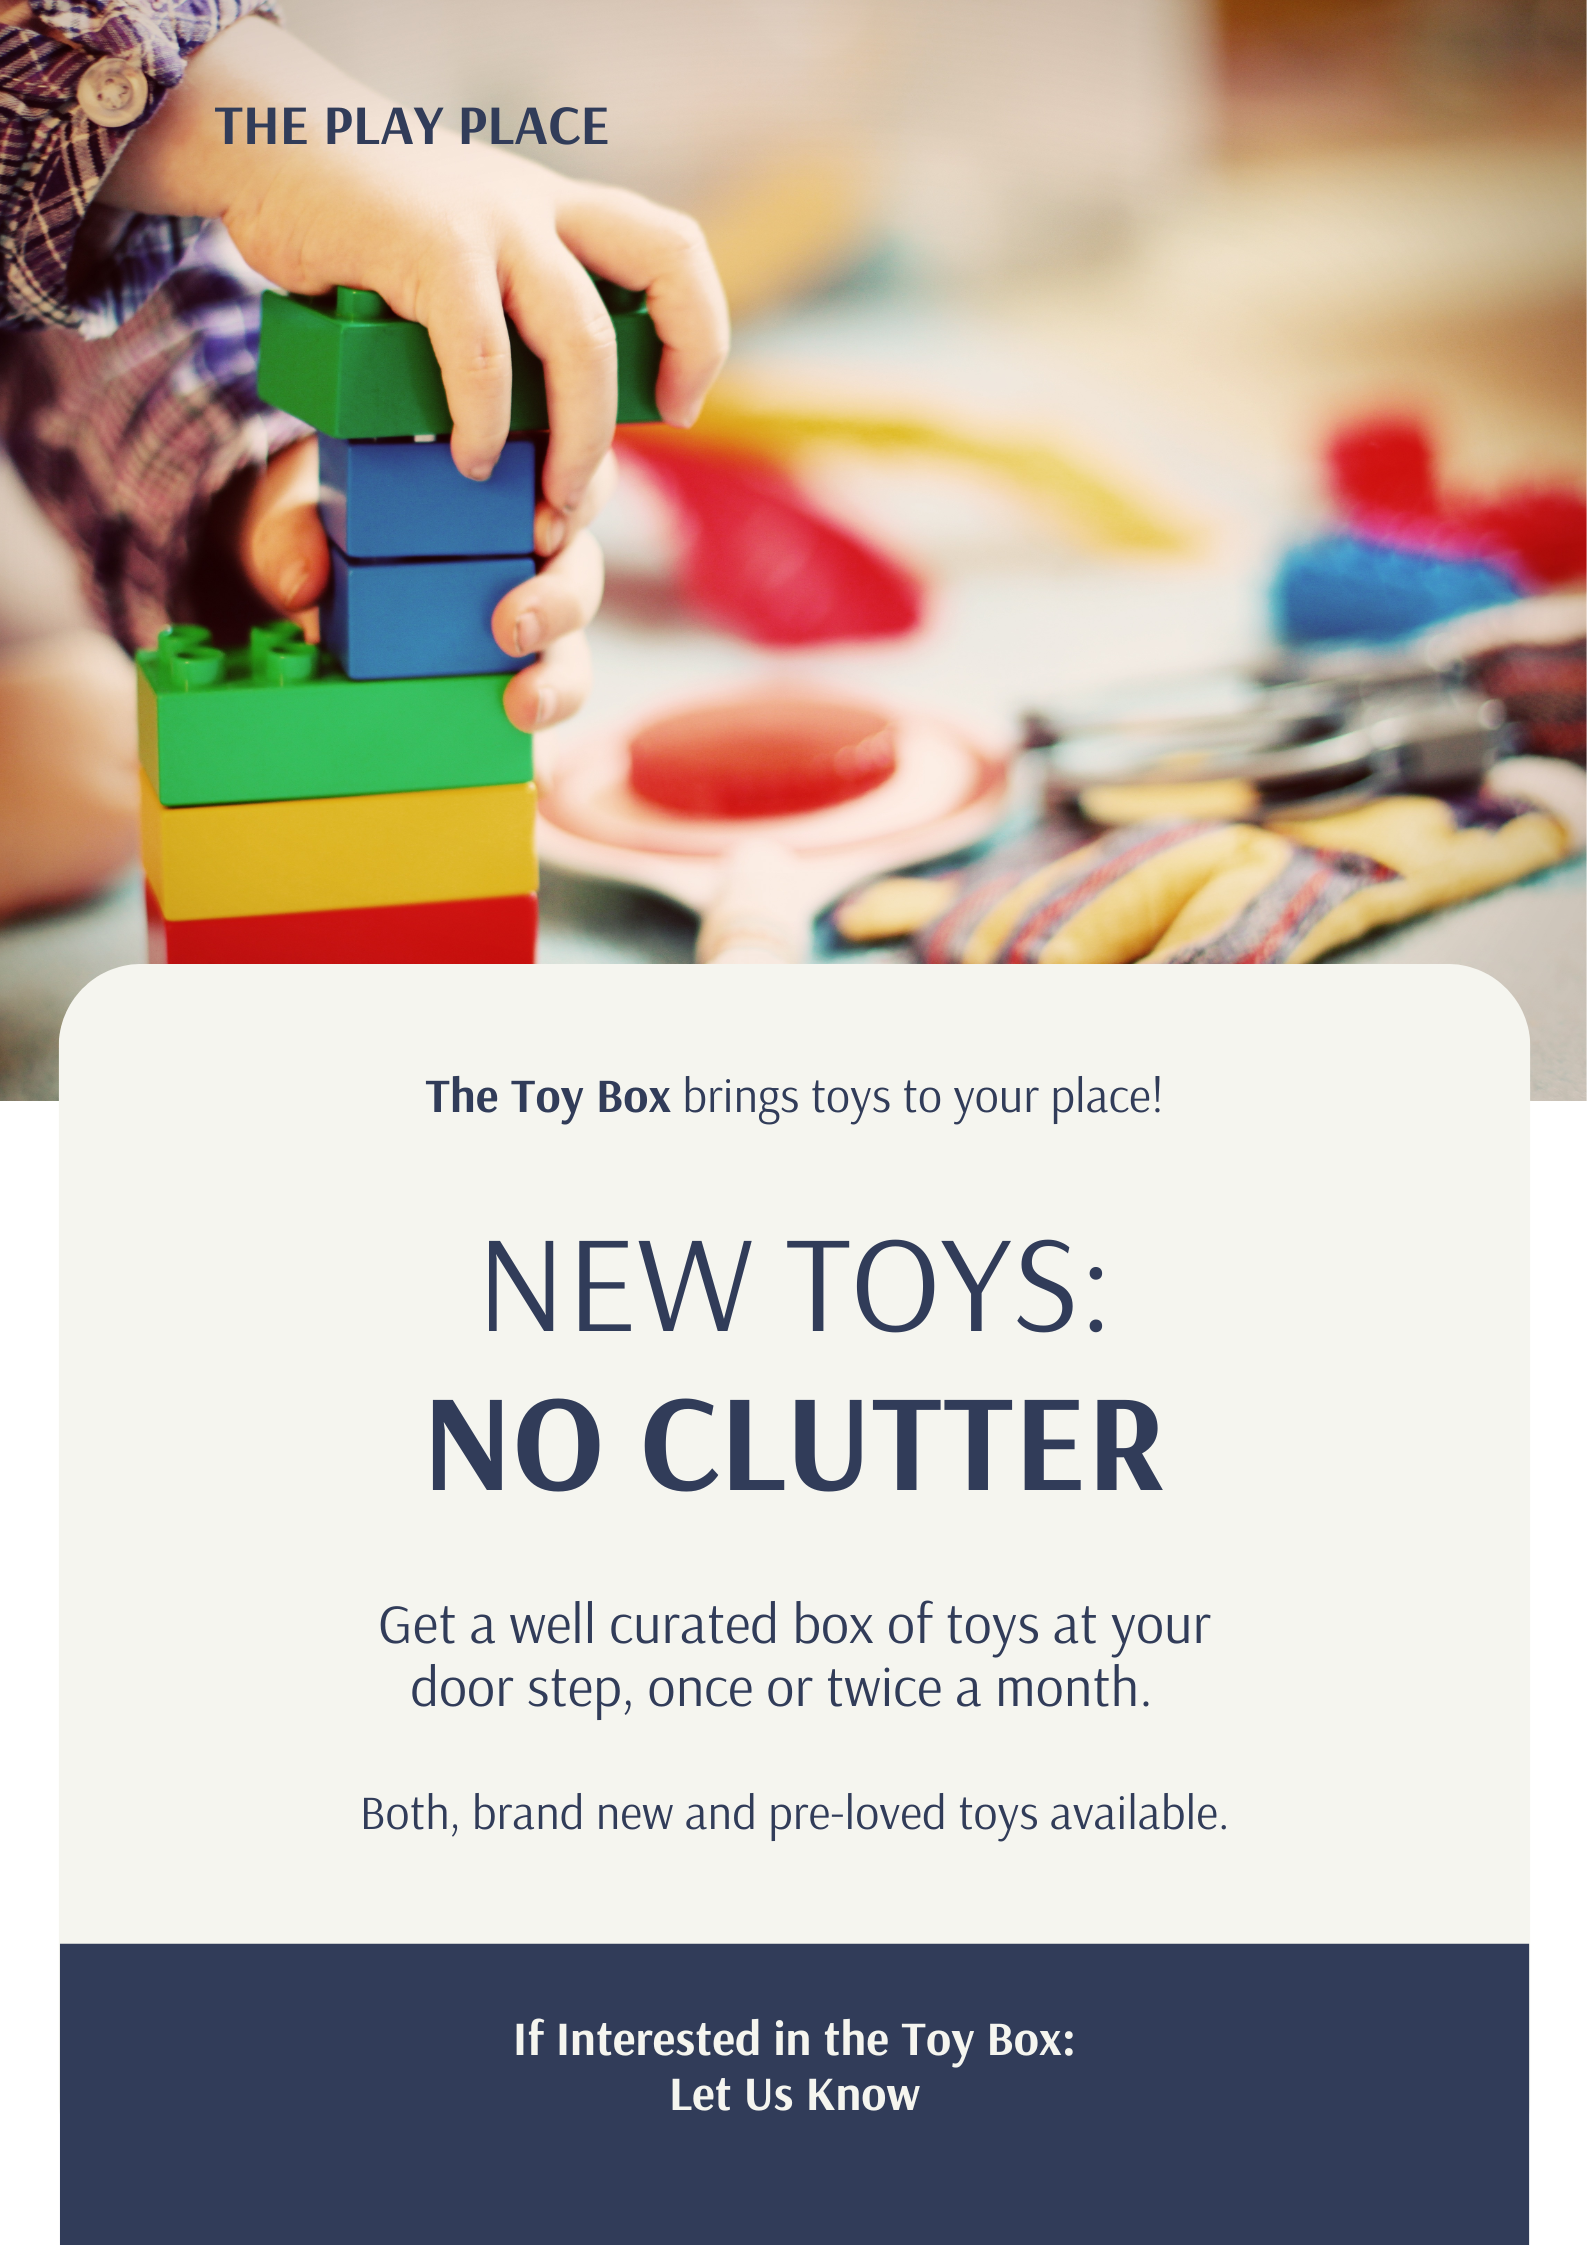 THE PLAY PLACE
The Toy Box brings toys to your place!
NEW TOYS:
NO CLUTTER
Get a well curated box of toys at your
door step, once or twice a month.
Both, brand new and pre-loved toys available.
If Interested in the Toy Box:
Let Us Know